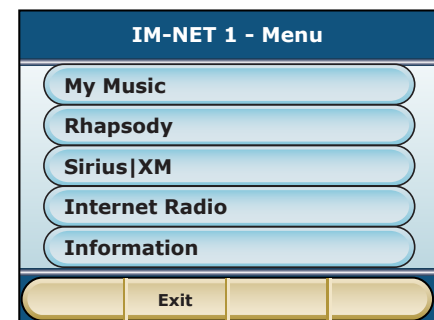 IM-NET 1 - Menu
My Music
Rhapsody
Sirius|XM
Internet Radio
Information
Exit